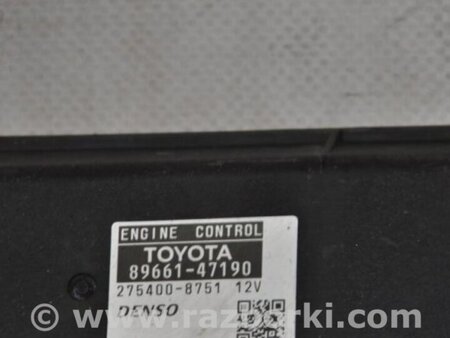 ENGINE CONTROL
TOYOTA
89661-47190
275400-8751 12V
DENSO
© www.razborki.com